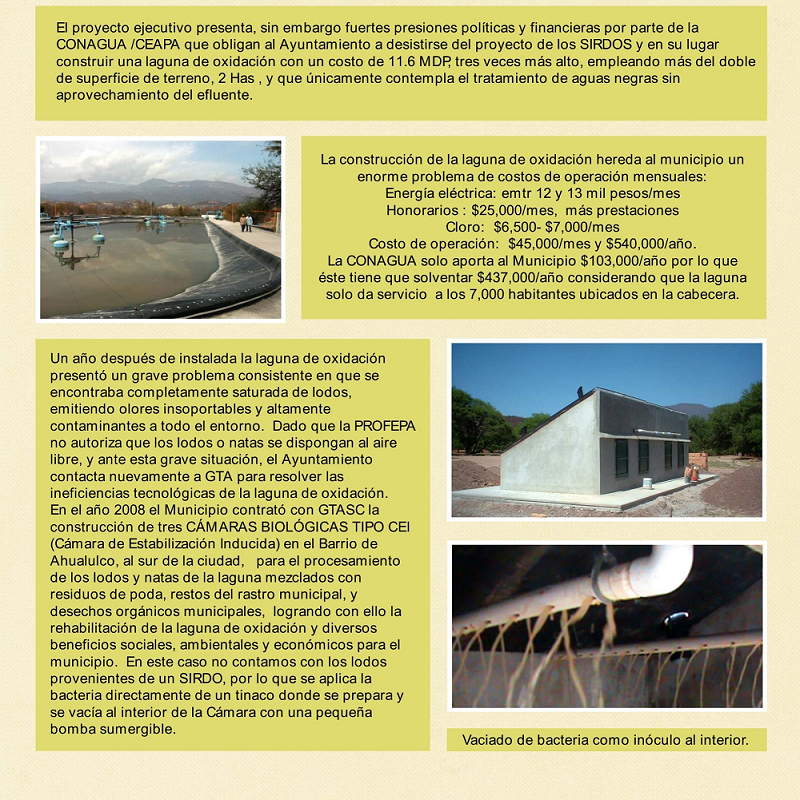 El proyecto ejecutivo presenta, sin embargo fuertes presiones políticas y financieras por parte de la
CONAGUA /CEAPA que obligan al Ayuntamiento a desistirse del proyecto de los SIRDOS y en su lugar
construir una laguna de oxidación con un costo de 11.6 MDP, tres veces más alto, empleando más del doble
de superficie de terreno, 2 Has , y que únicamente contempla el tratamiento de aguas negras sin
aprovechamiento del efluente.
La construcción de la laguna de oxidación hereda al municipio un
enorme problema de costos de operación mensuales:
Energía eléctrica: emtr 12 y 13 mil pesos/mes
Honorarios : $25,000/mes, más prestaciones
Cloro: $6,500- $7,000/mes
Costo de operación: $45,000/mes y $540,000/año.
La CONAGUA solo aporta al Municipio $103,000/año por lo que
éste tiene que solventar $437,000/año considerando que la laguna
solo da servicio a los 7,000 habitantes ubicados en la cabecera.
Un año después de instalada la laguna de oxidación
presentó un grave problema consistente en que se
encontraba completamente saturada de lodos,
emitiendo olores insoportables y altamente
contaminantes a todo el entorno. Dado que la PROFEPA
no autoriza que los lodos o natas se dispongan al aire
libre, y ante esta grave situación, el Ayuntamiento
contacta nuevamente a GTA para resolver las
ineficiencias tecnológicas de la laguna de oxidación.
En el año 2008 el Municipio contrató con GTASC la
construcción de tres CÁMARAS BIOLÓGICAS TIPO CEI
(Cámara de Estabilización Inducida) en el Barrio de
Ahualulco, al sur de la ciudad, para el procesamiento
de los lodos y natas de la laguna mezclados con
residuos de poda, restos del rastro municipal, y
desechos orgánicos municipales, logrando con ello la
rehabilitación de la laguna de oxidación y diversos
beneficios sociales, ambientales y económicos para el
municipio. En este caso no contamos con los lodos
provenientes de un SIRDO, por lo que se aplica la
bacteria directamente de un tinaco donde se prepara y
se vacía al interior de la Cámara con una pequeña
bomba sumergible.
Vaciado de bacteria como inóculo al interior.